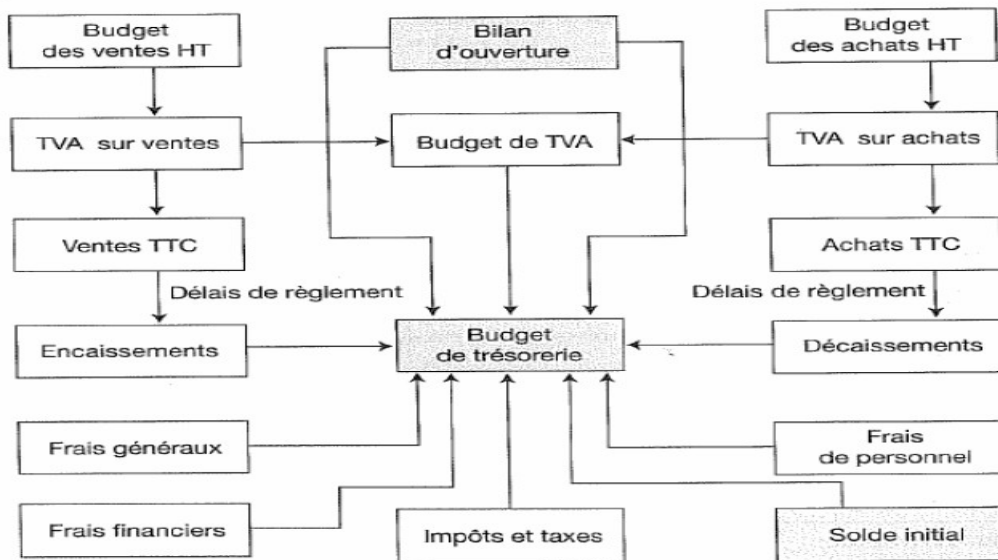 Budget
des ventes HT
Bilan
d'ouverture
Budget
des achats HT
TVA sur ventes
Budget de TVA
TVA sur achats
Ventes TTC
Achats TTC
Délais de règlement
Délais de règlement
Encaissements
Budget
de trésorerie
Décaissements
Frais généraux
Frais
de personnel
Frais financiers
Impôts et taxes
Solde initial